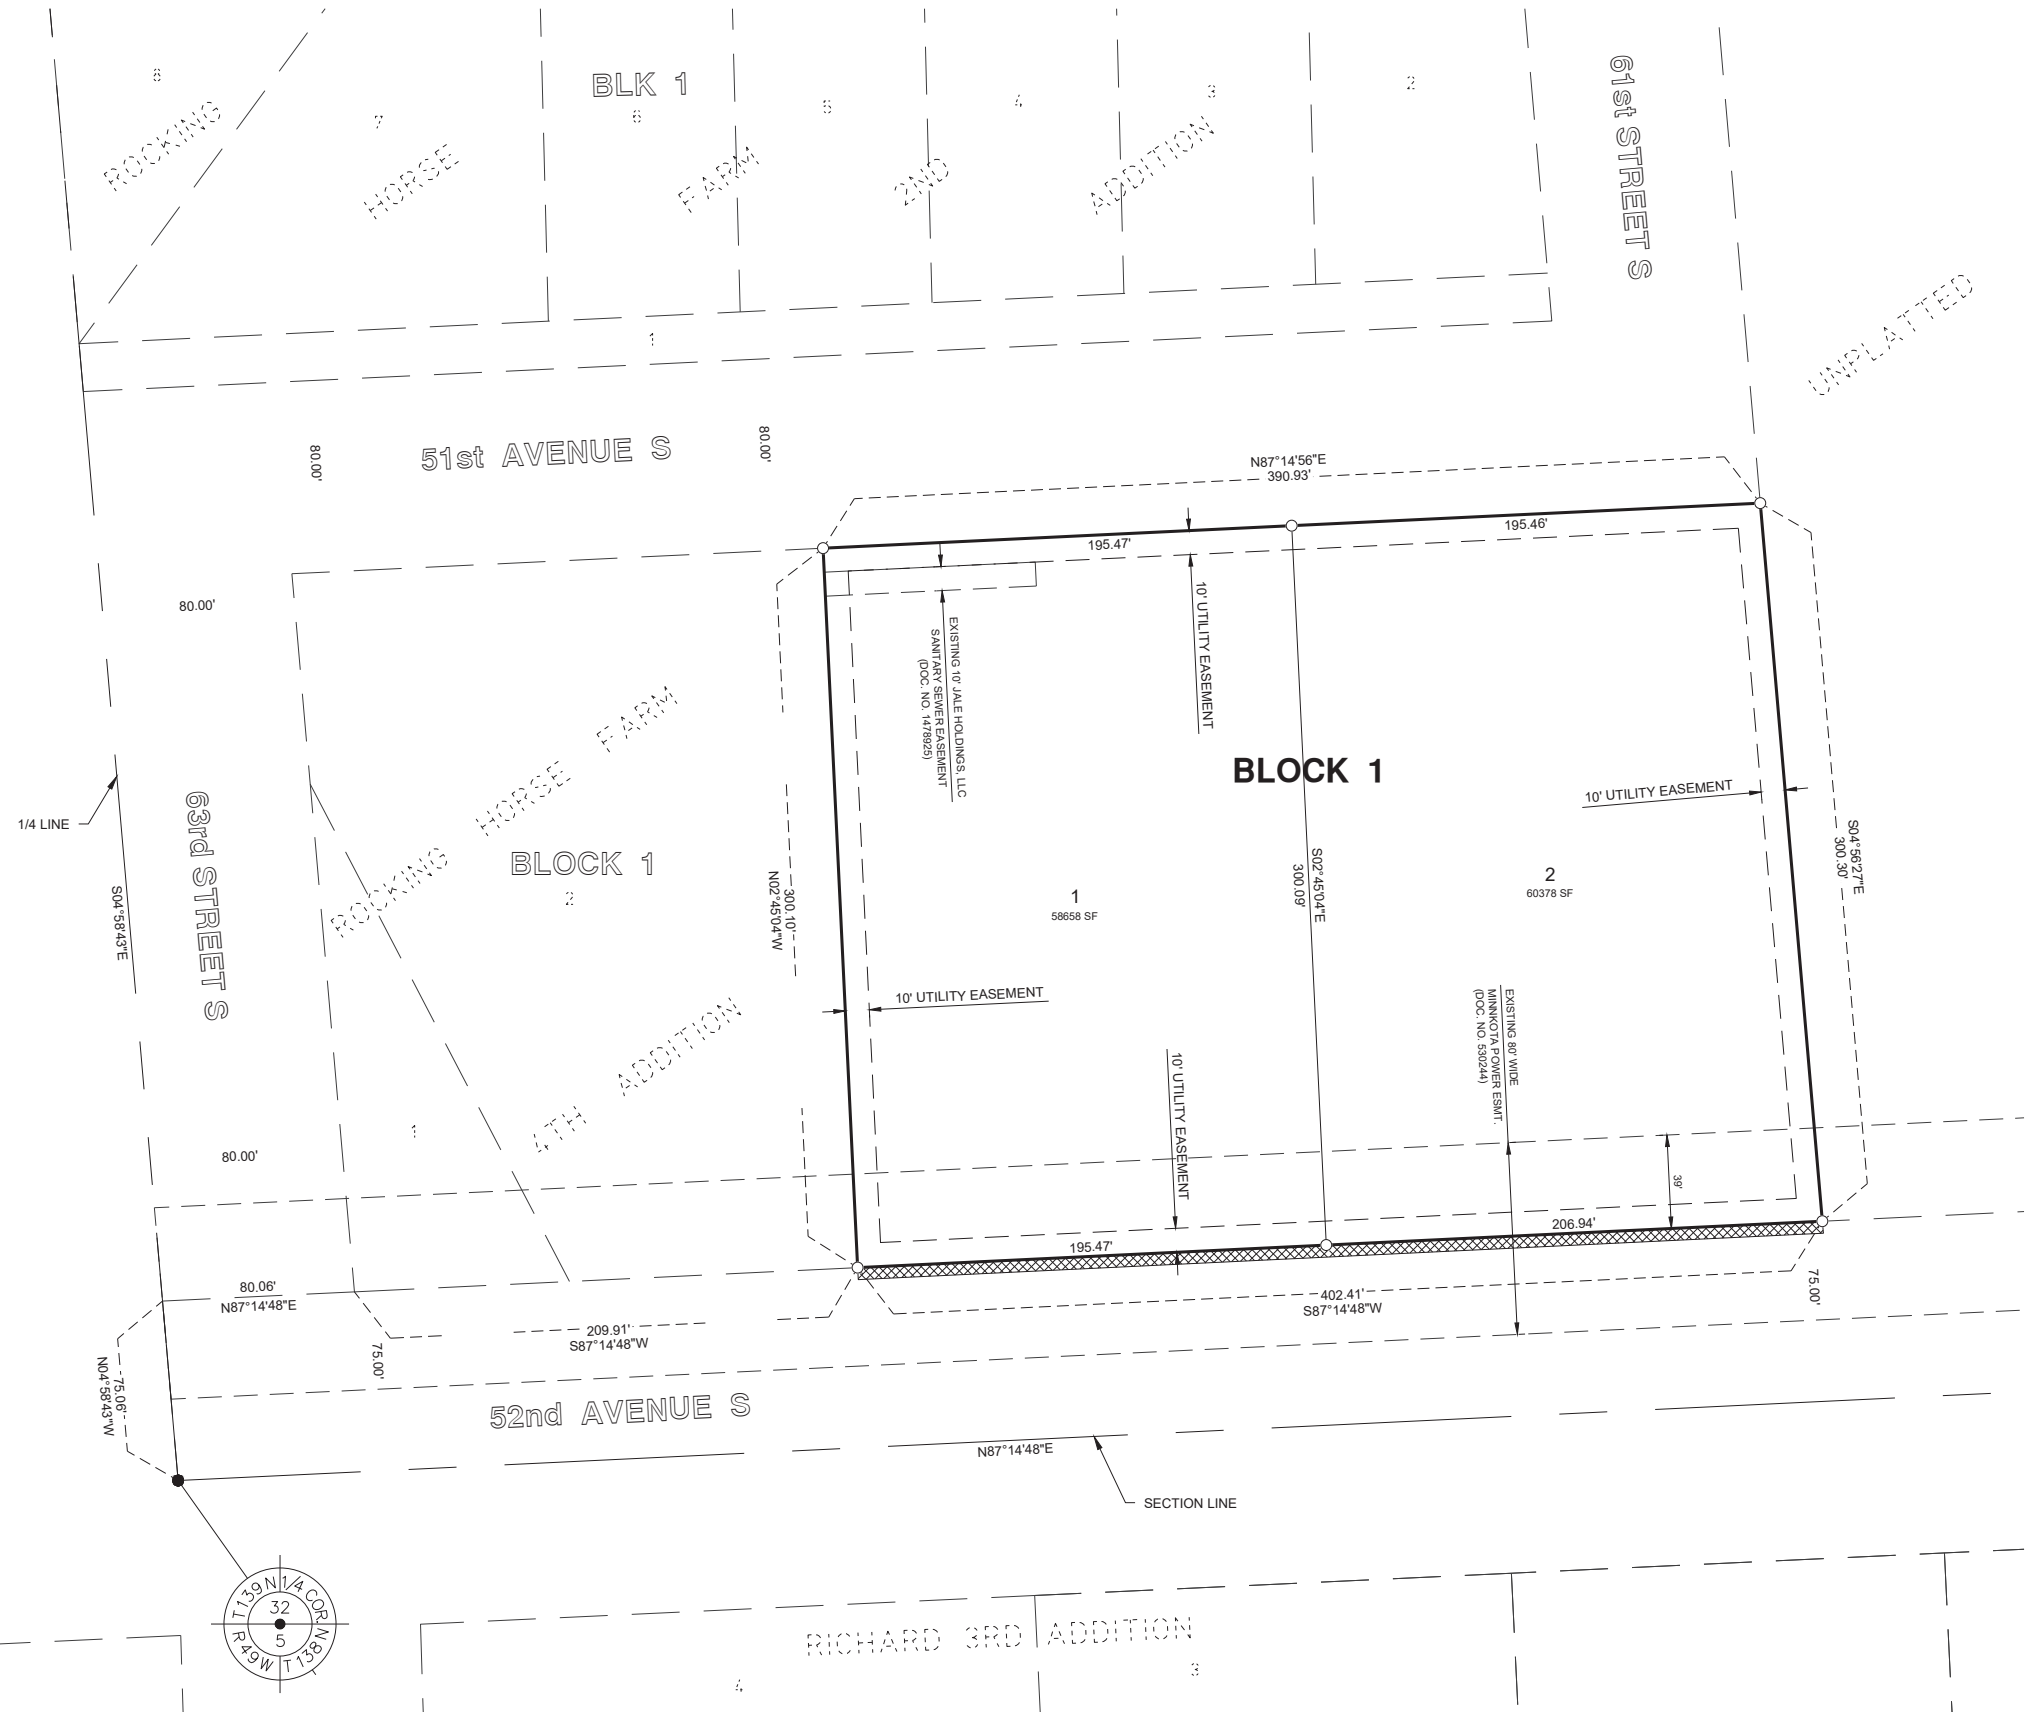 8
ROCKING
7
HORSE
BLK 1
6
FARM
5
2ND
4
ADDITION
3
2
61st STREET S
UNPLATTED
1
80.00'
51st AVENUE S
80.00'
N87°14'56"E
390.93'
195.47'
195.46'
80.00'
10' UTILITY EASEMENT
EXISTING 10' JALE HOLDINGS, LLC
SANITARY SEWER EASEMENT
(DOC. NO. 1478925)
BLOCK 1
10' UTILITY EASEMENT
1/4 LINE
S04°58'43"E
63rd STREET S
ROCKING
HORSE
FARM
BLOCK 1
2
4TH
ADDITION
1
300.10'
N02°45'04"W
1
58658 SF
S02°45'04"E
300.09'
2
60378 SF
S04°56'27"E
300.30'
10' UTILITY EASEMENT
10' UTILITY EASEMENT
EXISTING 80' WIDE
MINNKOTA POWER ESMT.
(DOC. NO. 530244)
39'
80.00'
195.47'
206.94'
80.06'
N87°14'48"E
209.91'
S87°14'48"W
402.41'
S87°14'48"W
75.00'
75.00'
75.06'
N04°58'43"W
52nd AVENUE S
N87°14'48"E
SECTION LINE
T139N 1/4 COR.
32
5
R49W T138N
RICHARD 3RD ADDITION
4
3